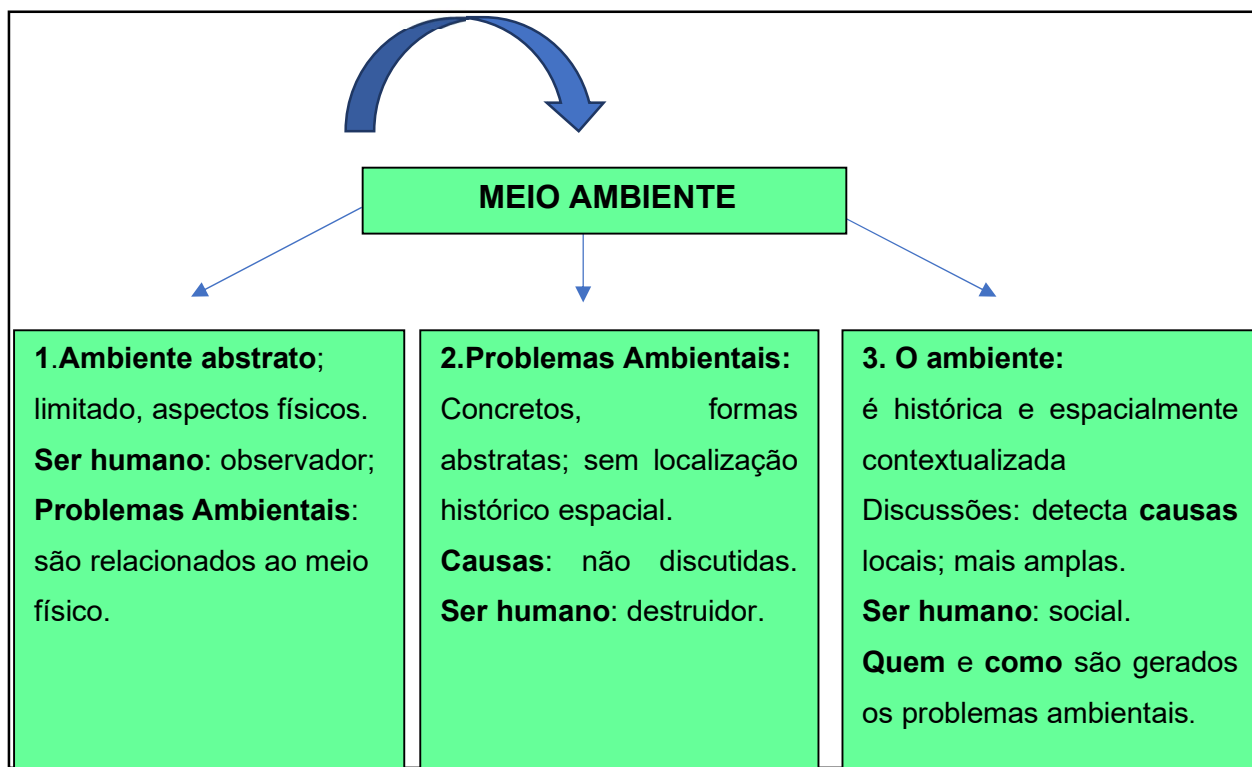 MEIO AMBIENTE
1.Ambiente abstrato;
limitado, aspectos físicos.
Ser humano: observador;
Problemas Ambientais:
são relacionados ao meio
físico.
2.Problemas Ambientais:
Concretos, formas
abstratas; sem localização
histórico espacial.
Causas: não discutidas.
Ser humano: destruidor.
3. O ambiente:
é histórica e espacialmente
contextualizada
Discussões: detecta causas
locais; mais amplas.
Ser humano: social.
Quem e como são gerados
os problemas ambientais.